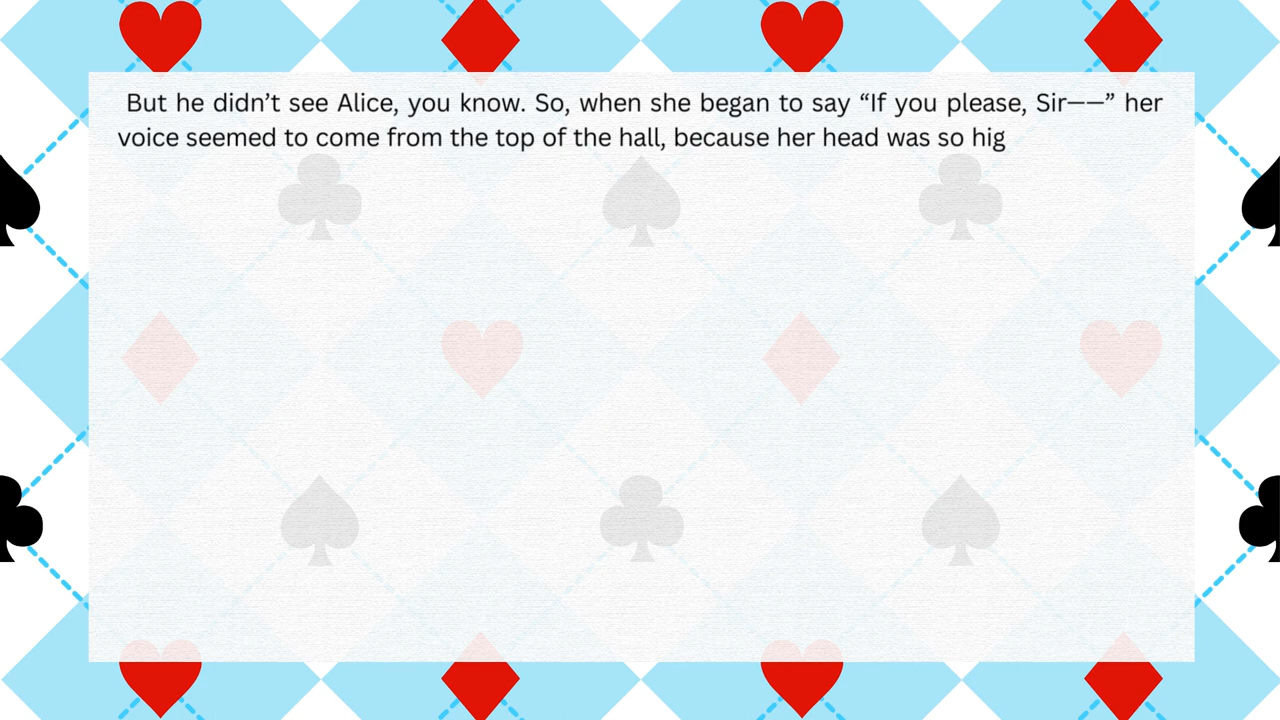 But he didn’t see Alice, you know. So, when she began to say “If you please, Sir——” her
voice seemed to come from the top of the hall, because her head was so hig